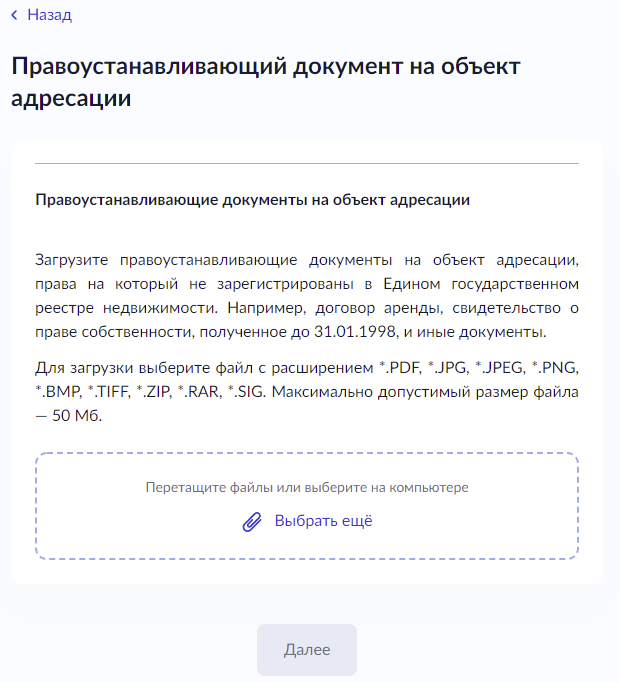 Назад
Правоустанавливающий документ на объект
адресации
Правоустанавливающие документы на объект адресации
Загрузите правоустанавливающие документы на объект адресации,
права на который не зарегистрированы в Едином государственном
реестре недвижимости. Например, договор аренды, свидетельство о
праве собственности, полученное до 31.01.1998, и иные документы.
Для загрузки выберите файл с расширением *.PDF, *.JPG, *.JPEG, *.PNG,
*.BMP, *.TIFF, *.ZIP, *.RAR, *.SIG. Максимально допустимый размер файла
— 50 Мб.
Перетащите файлы или выберите на компьютере
Выбрать ещё
Далее